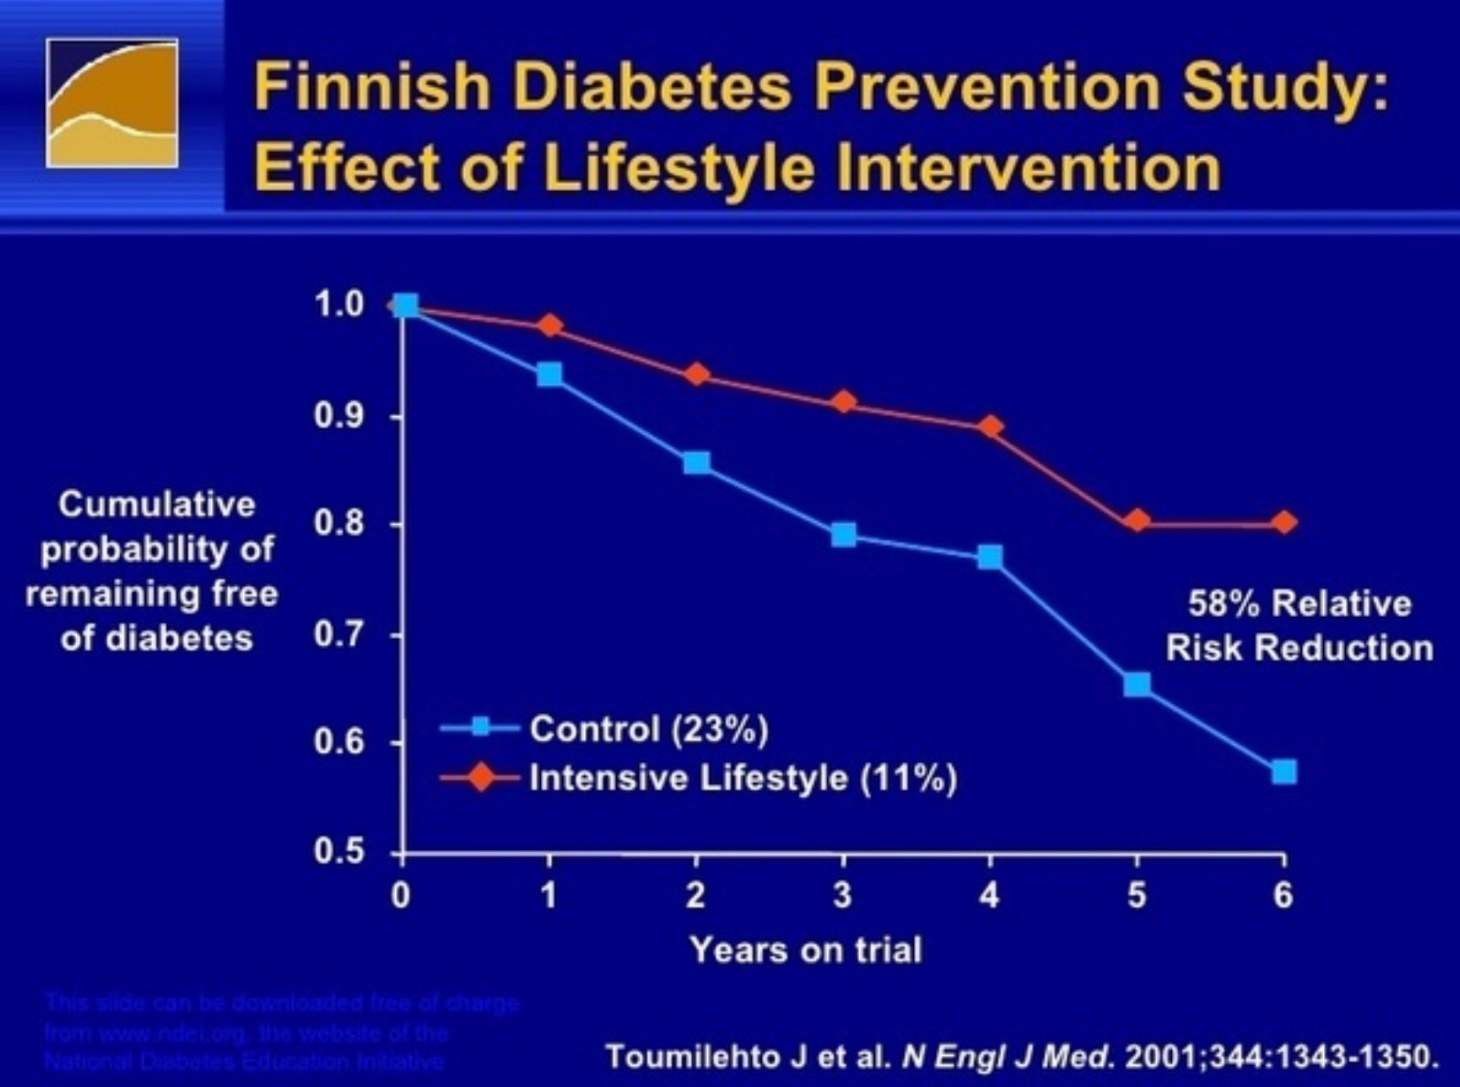 Finnish Diabetes Prevention Study:
Effect of Lifestyle Intervention
1.0
0.9
0.8
0.7
0.6
0.5
Cumulative
probability of
remaining free
of diabetes
58% Relative
Risk Reduction
Control (23%)
Intensive Lifestyle (11%)
0 1 2 3 4 5 6
Years on trial
This slide can be downloaded free of charge
from www.ndei.org, the website of the
National Diabetes Education Initiative
Toumilehto J et al. N Engl J Med. 2001;344:1343-1350.